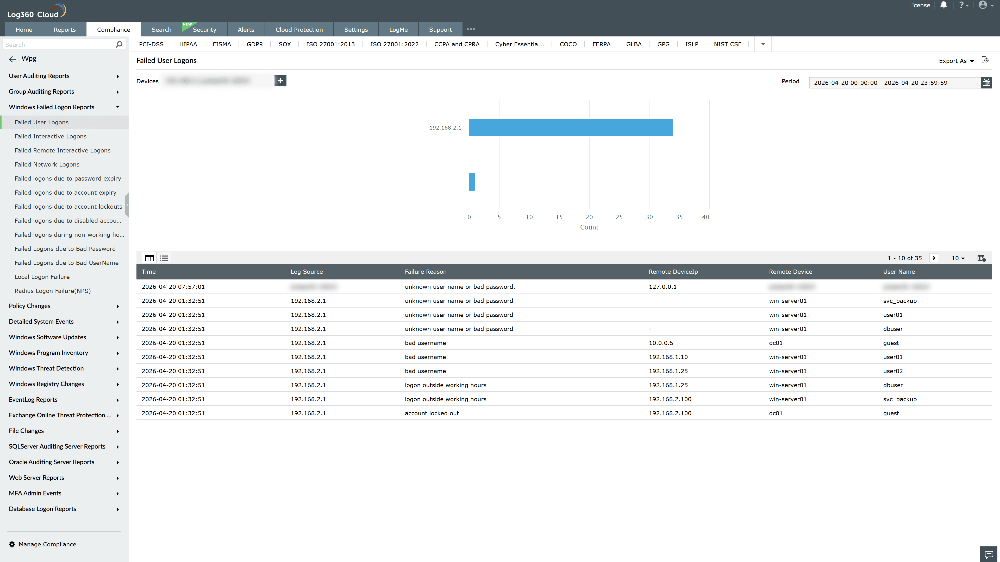 License
?
Log360 Cloud
Home Reports Compliance Search NEW Security Alerts Cloud Protection Settings LogMe Support
Search
PCI-DSS HIPAA FISMA GDPR SOX ISO 27001:2013 ISO 27001:2022 CCPA and CPRA Cyber Essentia... COCO FERPA GLBA GPG ISLP NIST CSF
Wpg
User Auditing Reports
Group Auditing Reports
Windows Failed Logon Reports
Failed User Logons
Failed Interactive Logons
Failed Remote Interactive Logons
Failed Network Logons
Failed logons due to password expiry
Failed logons due to account expiry
Failed logons due to account lockouts
Failed logons due to disabled accou...
Failed logons during non-working ho...
Failed Logons due to Bad Password
Failed Logons due to Bad UserName
Local Logon Failure
Radius Logon Failure(NPS)
Policy Changes
Detailed System Events
Windows Software Updates
Windows Program Inventory
Windows Threat Detection
Windows Registry Changes
EventLog Reports
Exchange Online Threat Protection ...
File Changes
SQLServer Auditing Server Reports
Oracle Auditing Server Reports
Web Server Reports
MFA Admin Events
Database Logon Reports
Manage Compliance
Failed User Logons
Export As
Devices
Period 2026-04-20 00:00:00 - 2026-04-20 23:59:59
192.168.2.1
0 5 10 15 20 25 30 35 40
Count
1 - 10 of 35 10
Time Log Source Failure Reason Remote DeviceIp Remote Device User Name
2026-04-20 07:57:01 unknown user name or bad password. 127.0.0.1
2026-04-20 01:32:51 192.168.2.1 unknown user name or bad password - win-server01 svc_backup
2026-04-20 01:32:51 192.168.2.1 unknown user name or bad password - win-server01 user01
2026-04-20 01:32:51 192.168.2.1 unknown user name or bad password - win-server01 dbuser
2026-04-20 01:32:51 192.168.2.1 bad username 10.0.0.5 dc01 guest
2026-04-20 01:32:51 192.168.2.1 bad username 192.168.1.10 win-server01 user01
2026-04-20 01:32:51 192.168.2.1 bad username 192.168.1.25 win-server01 user02
2026-04-20 01:32:51 192.168.2.1 logon outside working hours 192.168.1.25 win-server01 dbuser
2026-04-20 01:32:51 192.168.2.1 logon outside working hours 192.168.2.100 win-server01 svc_backup
2026-04-20 01:32:51 192.168.2.1 account locked out 192.168.2.100 dc01 guest